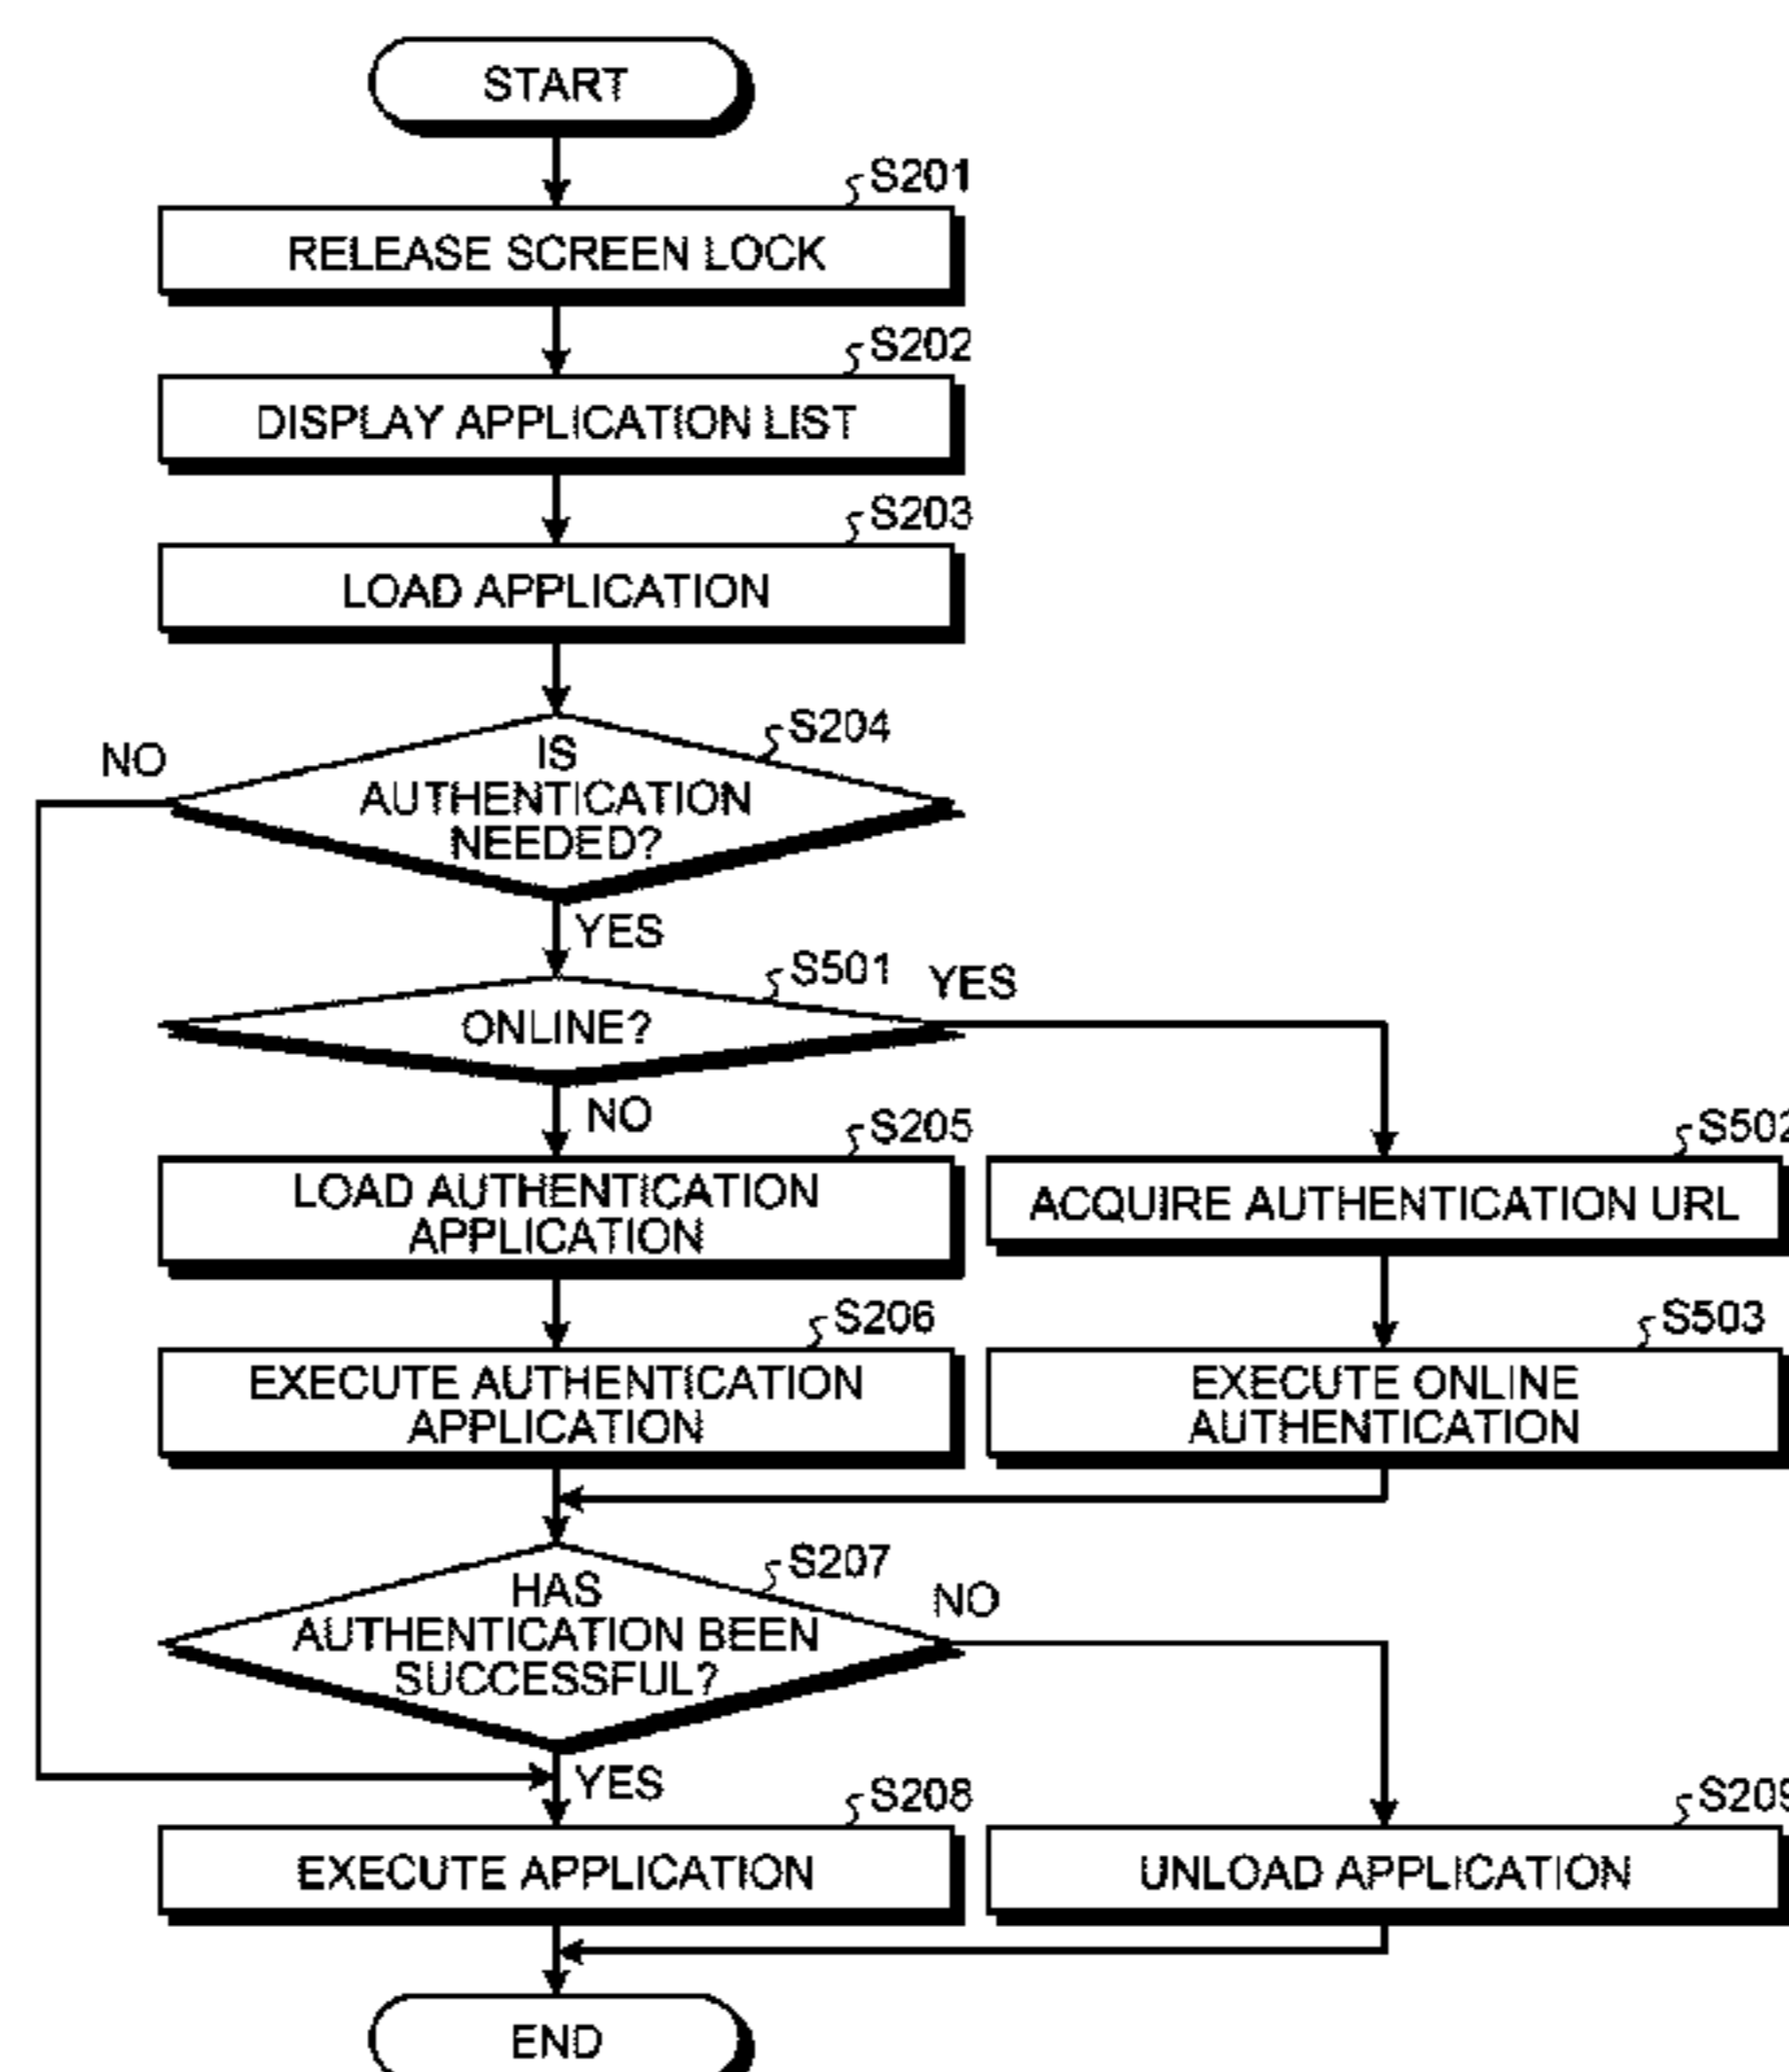 START
S201
RELEASE SCREEN LOCK
S202
DISPLAY APPLICATION LIST
S203
LOAD APPLICATION
S204
NO
IS
AUTHENTICATION
NEEDED?
YES
S501
YES
ONLINE?
NO
S205
S502
LOAD AUTHENTICATION
APPLICATION
ACQUIRE AUTHENTICATION URL
S206
S503
EXECUTE AUTHENTICATION
APPLICATION
EXECUTE ONLINE
AUTHENTICATION
S207
NO
HAS
AUTHENTICATION BEEN
SUCCESSFUL?
YES
S208
S209
EXECUTE APPLICATION
UNLOAD APPLICATION
END